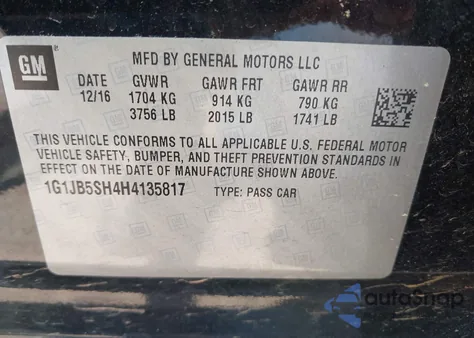 GM
MFD BY GENERAL MOTORS LLC
DATE GVWR GAWR FRT GAWR RR
12/16 1704 KG 914 KG 790 KG
3756 LB 2015 LB 1741 LB
THIS VEHICLE CONFORMS TO ALL APPLICABLE U.S. FEDERAL MOTOR
VEHICLE SAFETY, BUMPER, AND THEFT PREVENTION STANDARDS IN
EFFECT ON THE DATE OF MANUFACTURE SHOWN ABOVE.
1G1JB5SH4H4135817 TYPE: PASS CAR
AutoSnap